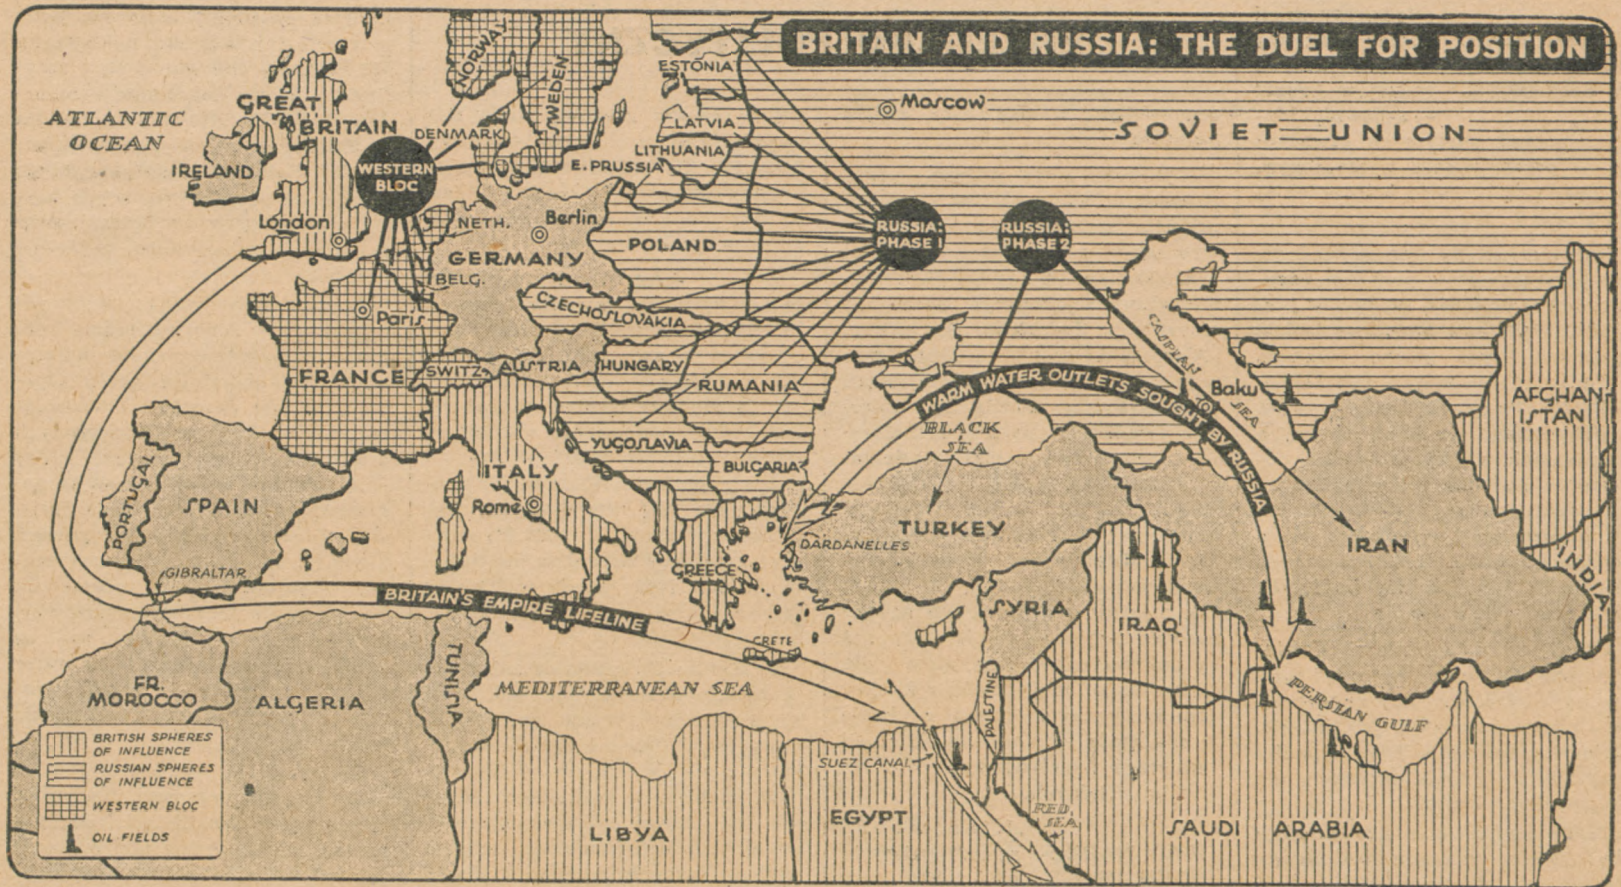 BRITAIN AND RUSSIA: THE DUEL FOR POSITION
NORWAY
SWEDEN
ESTONIA
Moscow
SOVIET UNION
ATLANTIC
OCEAN
GREAT
BRITAIN
DENMARK
LATVIA
LITHUANIA
E. PRUSSIA
IRELAND
WESTERN
BLOC
London
NETH.
Berlin
RUSSIA:
PHASE 1
RUSSIA:
PHASE 2
POLAND
GERMANY
BELG.
Paris
CZECHOSLOVAKIA
CASPIAN
SEA
FRANCE
SWITZ.
AUSTRIA
HUNGARY
RUMANIA
WARM WATER OUTLETS SOUGHT BY RUSSIA
Baku
AFGHAN-
ISTAN
BLACK
SEA
YUGOSLAVIA
BULGARIA
ITALY
Rome
PORTUGAL
SPAIN
TURKEY
DARDANELLES
IRAN
INDIA
GIBRALTAR
GREECE
BRITAIN'S EMPIRE LIFELINE
CRETE
SYRIA
IRAQ
FR.
MOROCCO
ALGERIA
TUNISIA
MEDITERRANEAN SEA
PALESTINE
PERSIAN GULF
BRITISH SPHERES
OF INFLUENCE
RUSSIAN SPHERES
OF INFLUENCE
WESTERN BLOC
OIL FIELDS
SUEZ CANAL
LIBYA
EGYPT
RED
SEA
SAUDI ARABIA